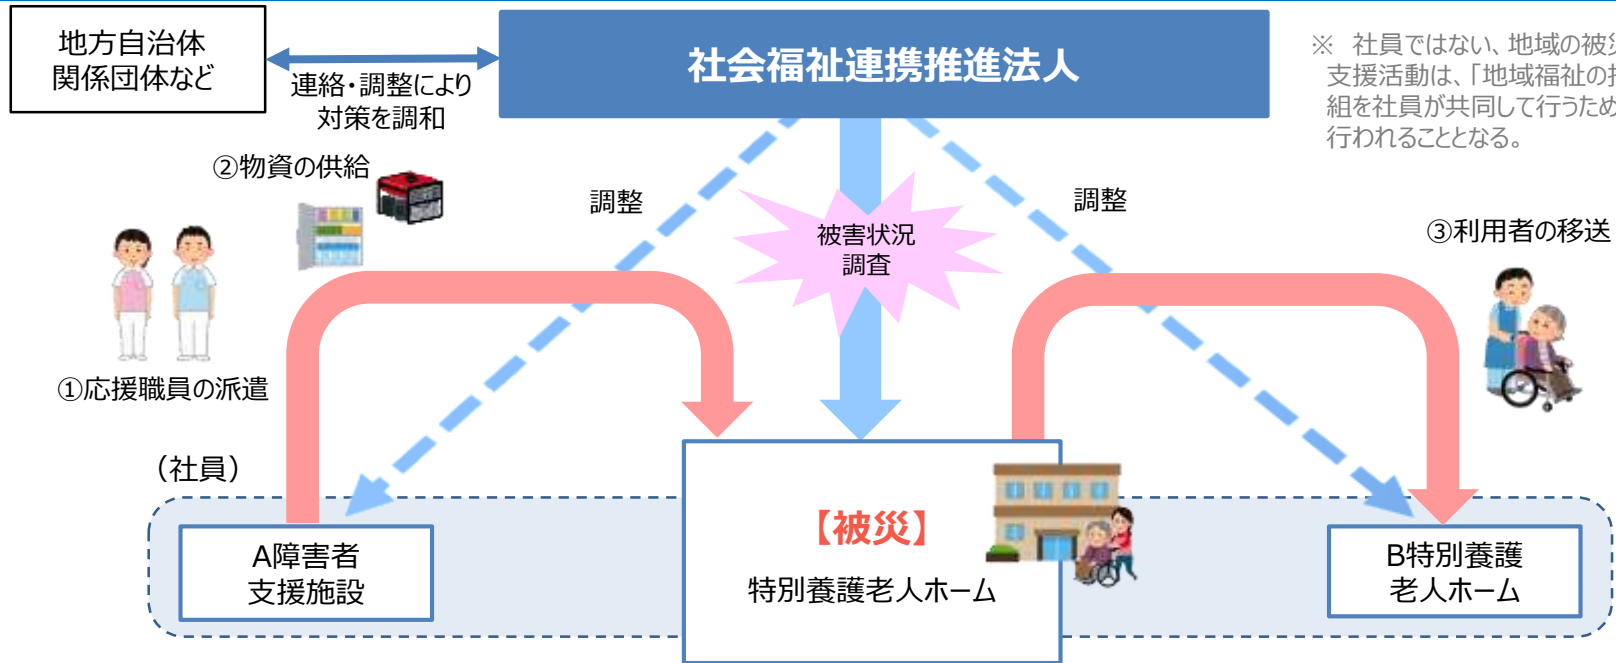 地方自治体
関係団体など
連絡・調整により
対策を調和
社会福祉連携推進法人
※ 社員ではない、地域の被災
支援活動は、「地域福祉の推
組を社員が共同して行うため
行われることとなる。
②物資の供給
調整
被害状況
調査
調整
③利用者の移送
①応援職員の派遣
（社員）
A障害者
支援施設
【被災】
特別養護老人ホーム
B特別養護
老人ホーム